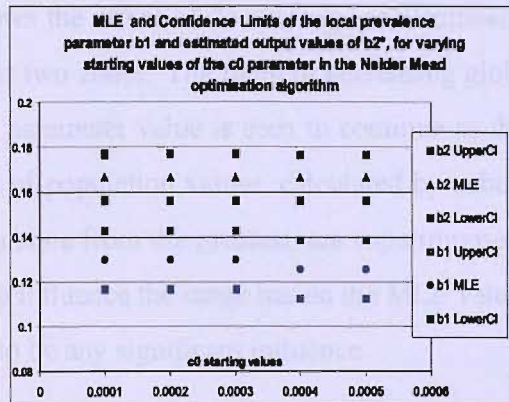 MLE and Confidence Limits of the local prevalence
parameter b1 and estimated output values of b2*, for varying
starting values of the c0 parameter in the Nelder Mead
optimisation algorithm
0.2
0.18
0.16
0.14
0.12
0.1
0.08
c0 starting values
0 0.0001 0.0002 0.0003 0.0004 0.0005 0.0006
b2 UpperCI
b2 MLE
b2 LowerCI
b1 UpperCI
b1 MLE
b1 LowerCI